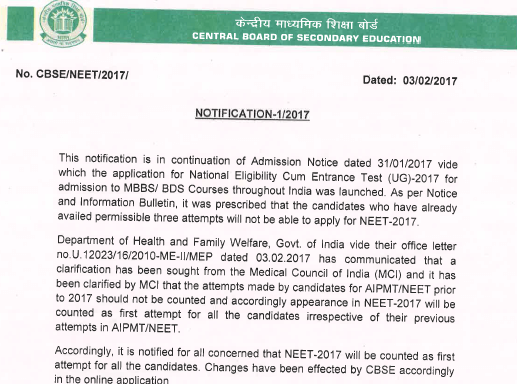 केन्द्रीय माध्यमिक शिक्षा बोर्ड
CENTRAL BOARD OF SECONDARY EDUCATION
No. CBSE/NEET/2017/
Dated: 03/02/2017
NOTIFICATION-1/2017
This notification is in continuation of Admission Notice dated 31/01/2017 vide
which the application for National Eligibility Cum Entrance Test (UG)-2017 for
admission to MBBS/ BDS Courses throughout India was launched. As per Notice
and Information Bulletin, it was prescribed that the candidates who have already
availed permissible three attempts will not be able to apply for NEET-2017.
Department of Health and Family Welfare, Govt. of India vide their office letter
no.U.12023/16/2010-ME-II/MEP dated 03.02.2017 has communicated that a
clarification has been sought from the Medical Council of India (MCI) and it has
been clarified by MCI that the attempts made by candidates for AIPMT/NEET prior
to 2017 should not be counted and accordingly appearance in NEET-2017 will be
counted as first attempt for all the candidates irrespective of their previous
attempts in AIPMT/NEET.
Accordingly, it is notified for all concerned that NEET-2017 will be counted as first
attempt for all the candidates. Changes have been effected by CBSE accordingly
in the online application